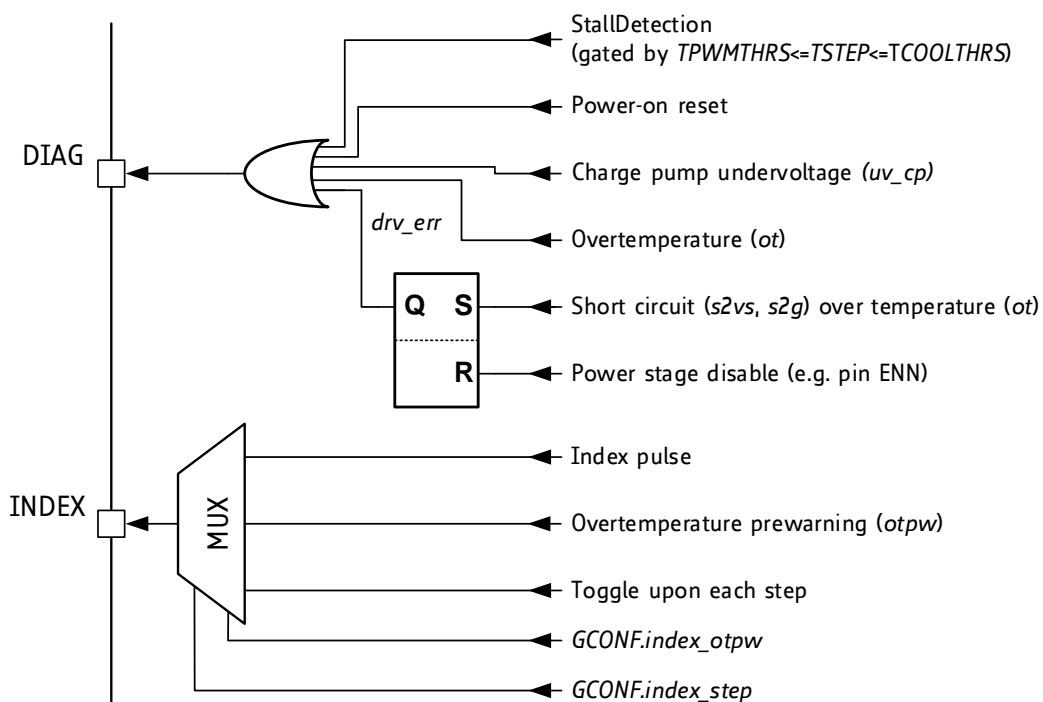 StallDetection
(gated by TPWMTHRS<=TSTEP<=TCOOLTHRS)
Power-on reset
DIAG
Charge pump undervoltage (uv_cp)
drv_err
Overtemperature (ot)
Q S
Short circuit (s2vs, s2g) over temperature (ot)
R
Power stage disable (e.g. pin ENN)
Index pulse
INDEX
MUX
Overtemperature prewarning (otpw)
Toggle upon each step
GCONF.index_otpw
GCONF.index_step